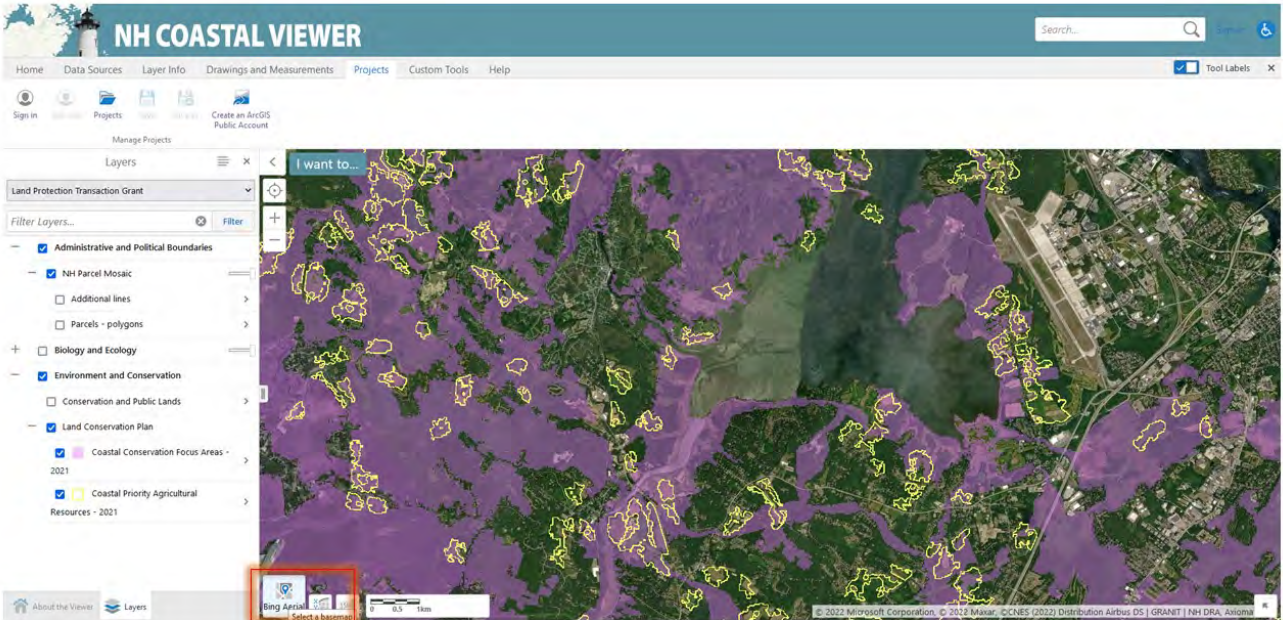 NH COASTAL VIEWER
Search...
Home Data Sources Layer Info Drawings and Measurements Projects Custom Tools Help
Tool Labels
Sign in
Projects
Create an ArcGIS
Public Account
Manage Projects
Layers
I want to...
Land Protection Transaction Grant
Filter Layers...
Filter
Administrative and Political Boundaries
NH Parcel Mosaic
Additional lines
Parcels - polygons
Biology and Ecology
Environment and Conservation
Conservation and Public Lands
Land Conservation Plan
Coastal Conservation Focus Areas -
2021
Coastal Priority Agricultural
Resources - 2021
About the Viewer
Layers
Bing Aerial
Select a basemap
0 0.5 1km
© 2022 Microsoft Corporation, © 2022 Maxar, ©CNES (2022) Distribution Airbus DS | GRANIT | NH DRA, Axioma